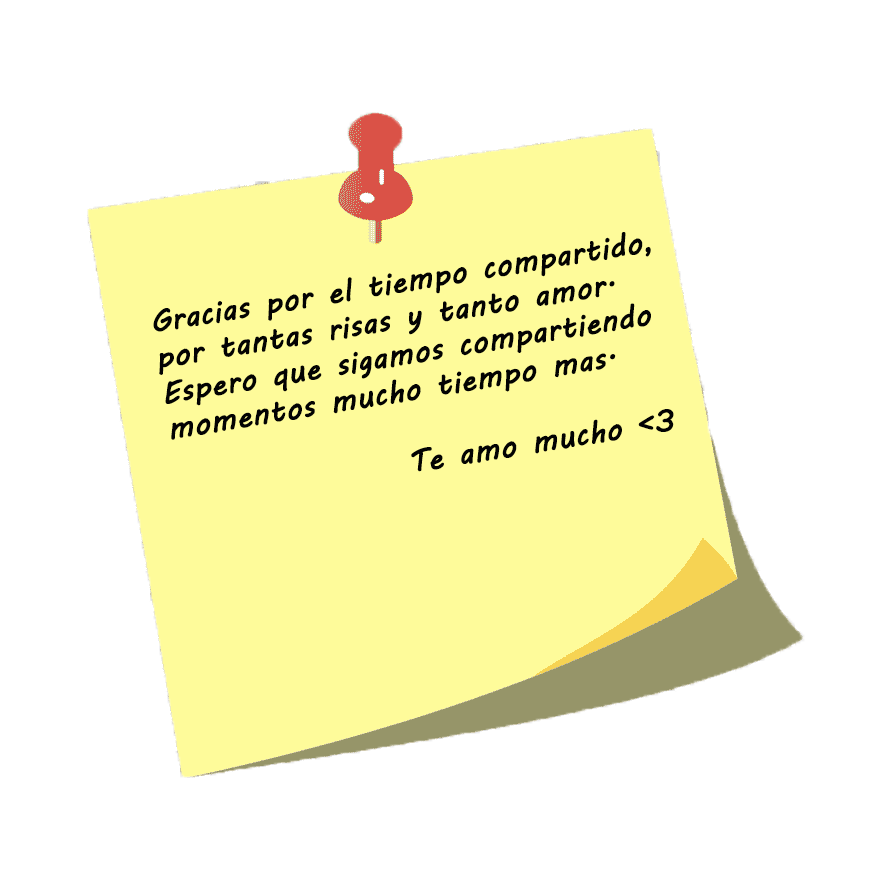 Gracias por el tiempo compartido,
por tantas risas y tanto amor.
Espero que sigamos compartiendo
momentos mucho tiempo mas.
Te amo mucho <3